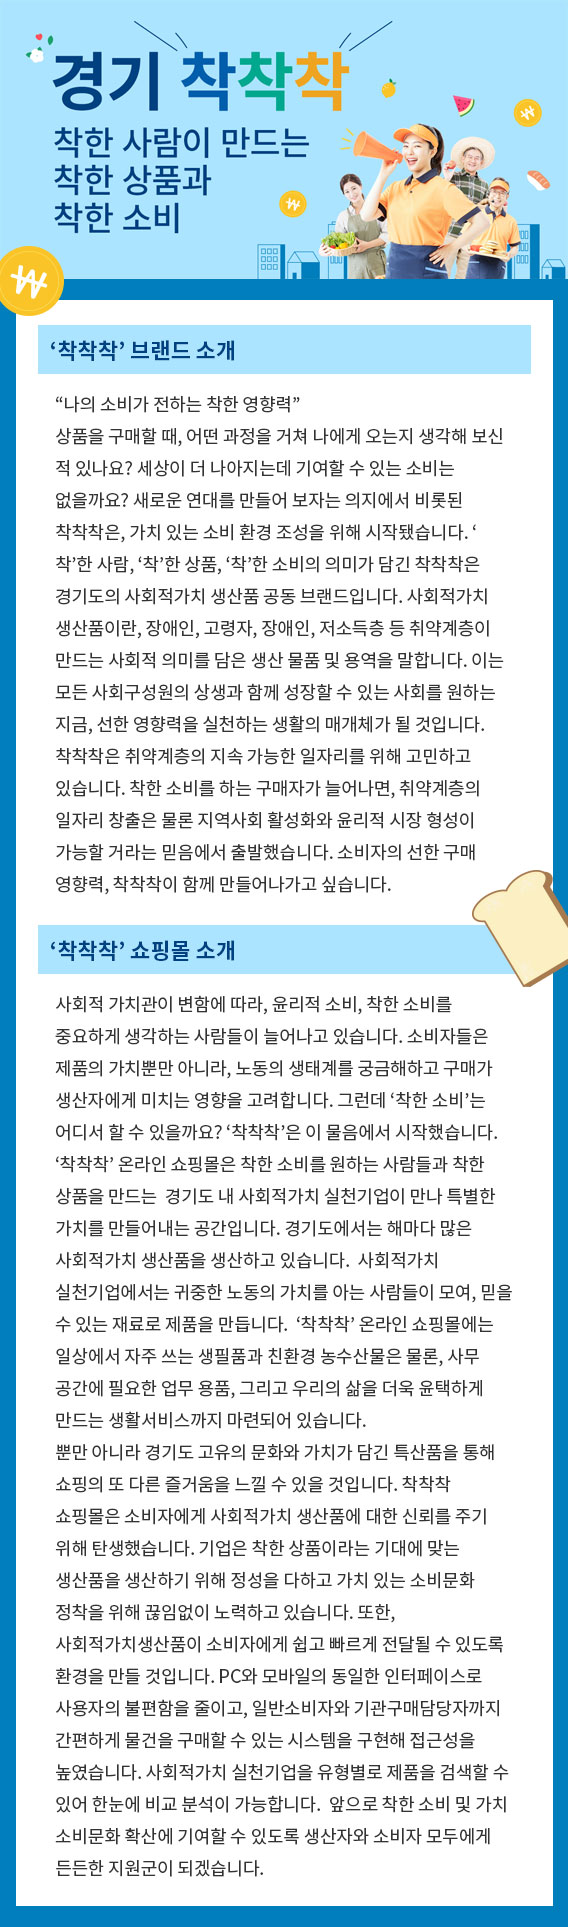 경기 착착착
착한 사람이 만드는
착한 상품과
착한 소비
‘착착착’ 브랜드 소개
“나의 소비가 전하는 착한 영향력”
상품을 구매할 때, 어떤 과정을 거쳐 나에게 오는지 생각해 보신
적 있나요? 세상이 더 나아지는데 기여할 수 있는 소비는
없을까요? 새로운 연대를 만들어 보자는 의지에서 비롯된
착착착은, 가치 있는 소비 환경 조성을 위해 시작됐습니다. ‘
착’한 사람, ‘착’한 상품, ‘착’한 소비의 의미가 담긴 착착착은
경기도의 사회적가치 생산품 공동 브랜드입니다. 사회적가치
생산품이란, 장애인, 고령자, 장애인, 저소득층 등 취약계층이
만드는 사회적 의미를 담은 생산 물품 및 용역을 말합니다. 이는
모든 사회구성원의 상생과 함께 성장할 수 있는 사회를 원하는
지금, 선한 영향력을 실천하는 생활의 매개체가 될 것입니다.
착착착은 취약계층의 지속 가능한 일자리를 위해 고민하고
있습니다. 착한 소비를 하는 구매자가 늘어나면, 취약계층의
일자리 창출은 물론 지역사회 활성화와 윤리적 시장 형성이
가능할 거라는 믿음에서 출발했습니다. 소비자의 선한 구매
영향력, 착착착이 함께 만들어나가고 싶습니다.
‘착착착’ 쇼핑몰 소개
사회적 가치관이 변함에 따라, 윤리적 소비, 착한 소비를
중요하게 생각하는 사람들이 늘어나고 있습니다. 소비자들은
제품의 가치뿐만 아니라, 노동의 생태계를 궁금해하고 구매가
생산자에게 미치는 영향을 고려합니다. 그런데 ‘착한 소비’는
어디서 할 수 있을까요? ‘착착착’은 이 물음에서 시작했습니다.
‘착착착’ 온라인 쇼핑몰은 착한 소비를 원하는 사람들과 착한
상품을 만드는  경기도 내 사회적가치 실천기업이 만나 특별한
가치를 만들어내는 공간입니다. 경기도에서는 해마다 많은
사회적가치 생산품을 생산하고 있습니다.  사회적가치
실천기업에서는 귀중한 노동의 가치를 아는 사람들이 모여, 믿을
수 있는 재료로 제품을 만듭니다.  ‘착착착’ 온라인 쇼핑몰에는
일상에서 자주 쓰는 생필품과 친환경 농수산물은 물론, 사무
공간에 필요한 업무 용품, 그리고 우리의 삶을 더욱 윤택하게
만드는 생활서비스까지 마련되어 있습니다.
뿐만 아니라 경기도 고유의 문화와 가치가 담긴 특산품을 통해
쇼핑의 또 다른 즐거움을 느낄 수 있을 것입니다. 착착착
쇼핑몰은 소비자에게 사회적가치 생산품에 대한 신뢰를 주기
위해 탄생했습니다. 기업은 착한 상품이라는 기대에 맞는
생산품을 생산하기 위해 정성을 다하고 가치 있는 소비문화
정착을 위해 끊임없이 노력하고 있습니다. 또한,
사회적가치생산품이 소비자에게 쉽고 빠르게 전달될 수 있도록
환경을 만들 것입니다. PC와 모바일의 동일한 인터페이스로
사용자의 불편함을 줄이고, 일반소비자와 기관구매담당자까지
간편하게 물건을 구매할 수 있는 시스템을 구현해 접근성을
높였습니다. 사회적가치 실천기업을 유형별로 제품을 검색할 수
있어 한눈에 비교 분석이 가능합니다.  앞으로 착한 소비 및 가치
소비문화 확산에 기여할 수 있도록 생산자와 소비자 모두에게
든든한 지원군이 되겠습니다.